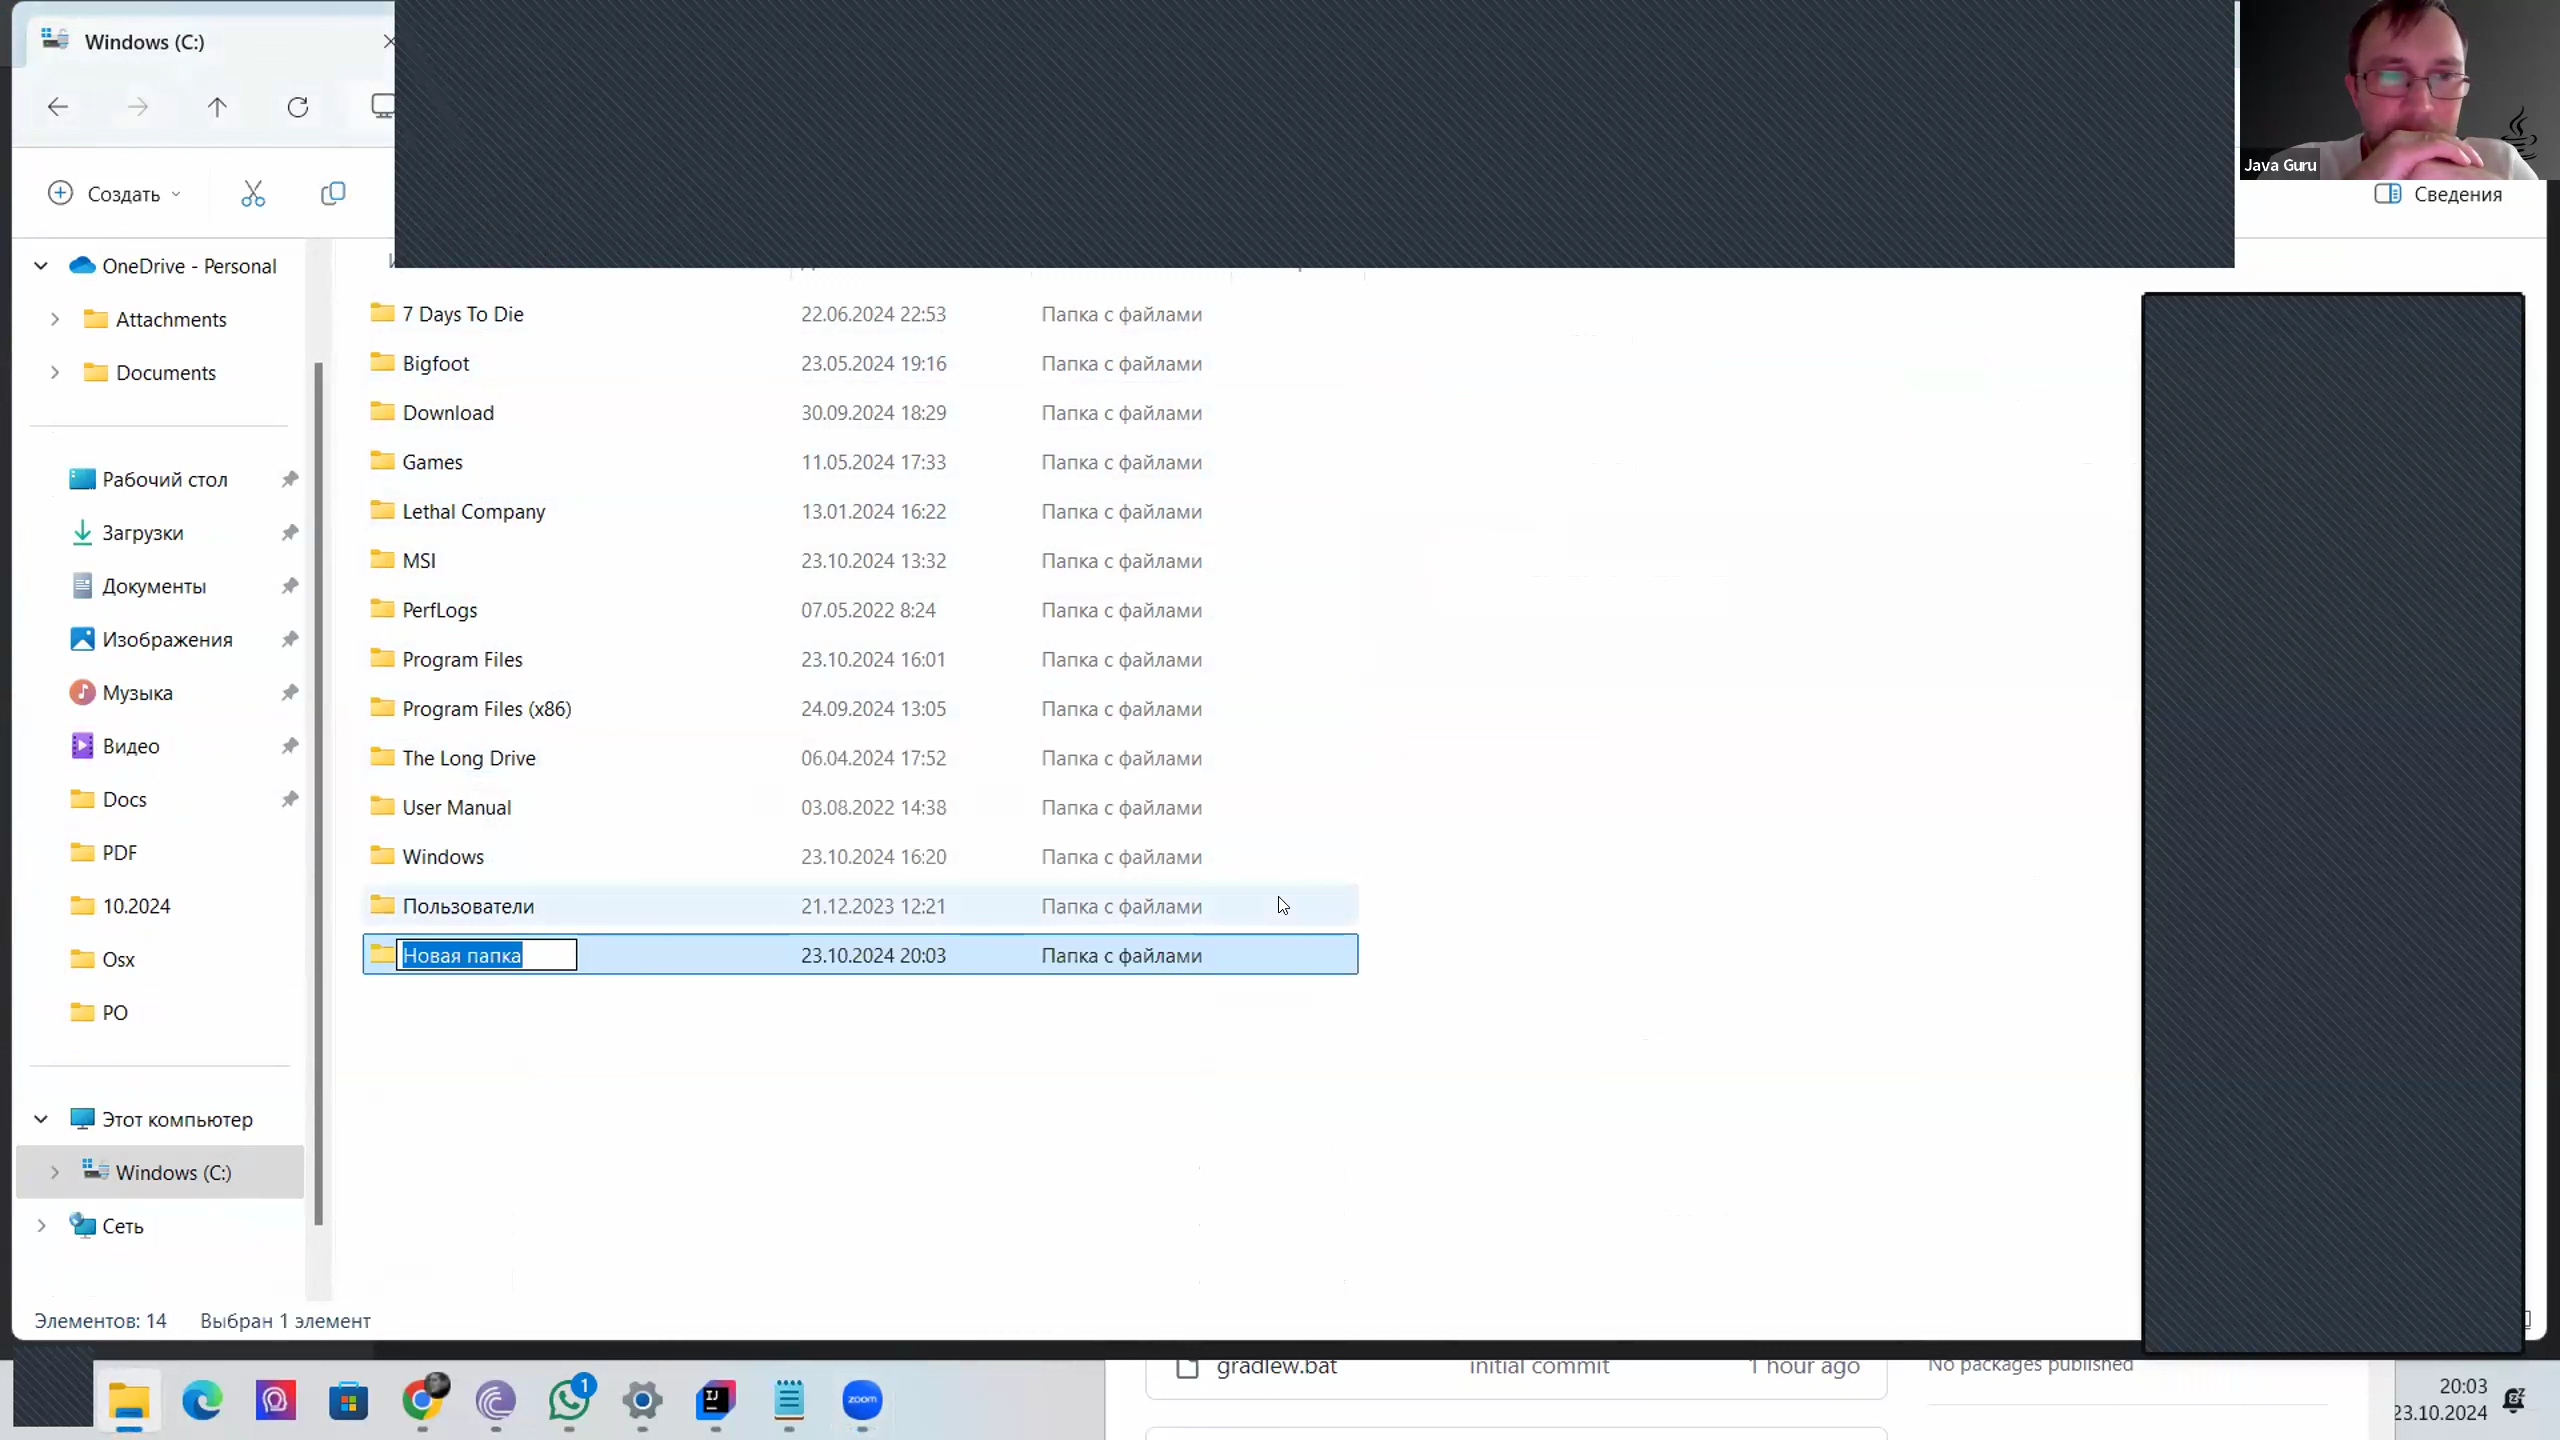 Windows (C:)
Java Guru
Создать
Сведения
OneDrive - Personal
Attachments
Documents
Рабочий стол
Загрузки
Документы
Изображения
Музыка
Видео
Docs
PDF
10.2024
Osx
PO
Этот компьютер
Windows (C:)
Сеть
7 Days To Die 22.06.2024 22:53 Папка с файлами
Bigfoot 23.05.2024 19:16 Папка с файлами
Download 30.09.2024 18:29 Папка с файлами
Games 11.05.2024 17:33 Папка с файлами
Lethal Company 13.01.2024 16:22 Папка с файлами
MSI 23.10.2024 13:32 Папка с файлами
PerfLogs 07.05.2022 8:24 Папка с файлами
Program Files 23.10.2024 16:01 Папка с файлами
Program Files (x86) 24.09.2024 13:05 Папка с файлами
The Long Drive 06.04.2024 17:52 Папка с файлами
User Manual 03.08.2022 14:38 Папка с файлами
Windows 23.10.2024 16:20 Папка с файлами
Пользователи 21.12.2023 12:21 Папка с файлами
Новая папка 23.10.2024 20:03 Папка с файлами
Элементов: 14 Выбран 1 элемент
gradlew.bat initial commit 1 hour ago
No packages published
1
IJ
zoom
20:03
23.10.2024